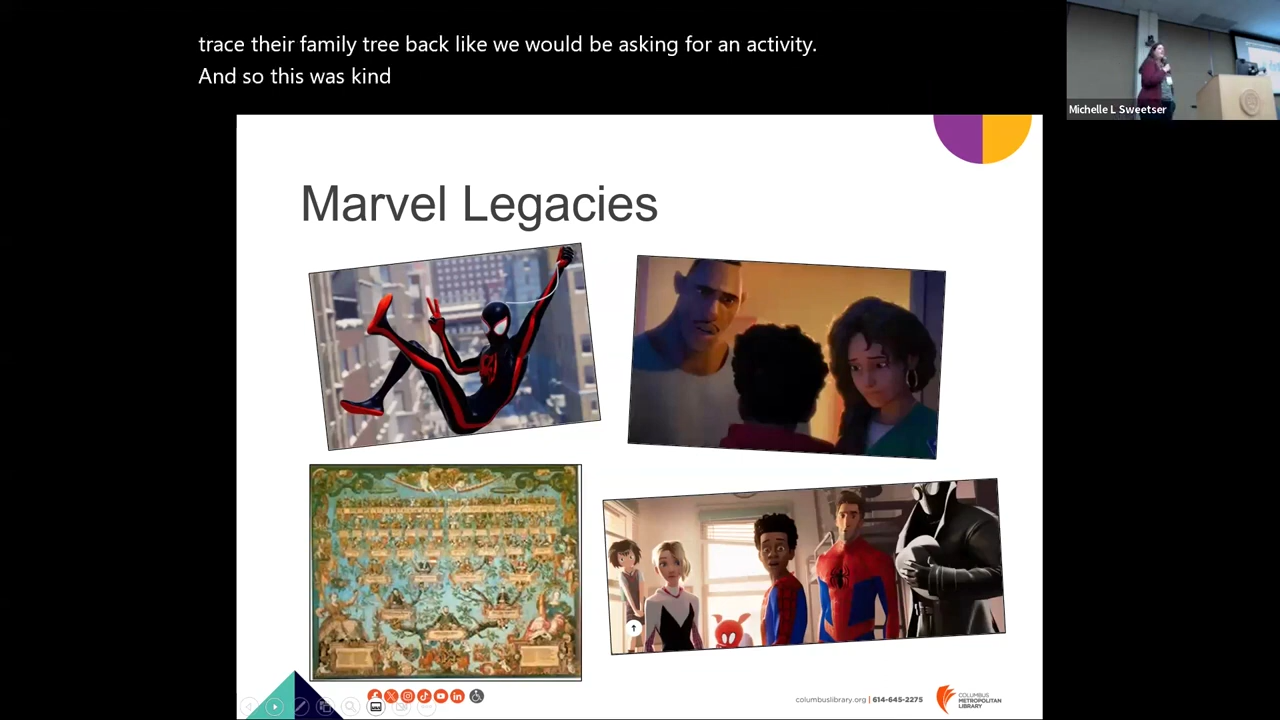 trace their family tree back like we would be asking for an activity.
And so this was kind
Michelle L Sweetser
Marvel Legacies
columbuslibrary.org | 614-645-2275
COLUMBUS
METROPOLITAN
LIBRARY